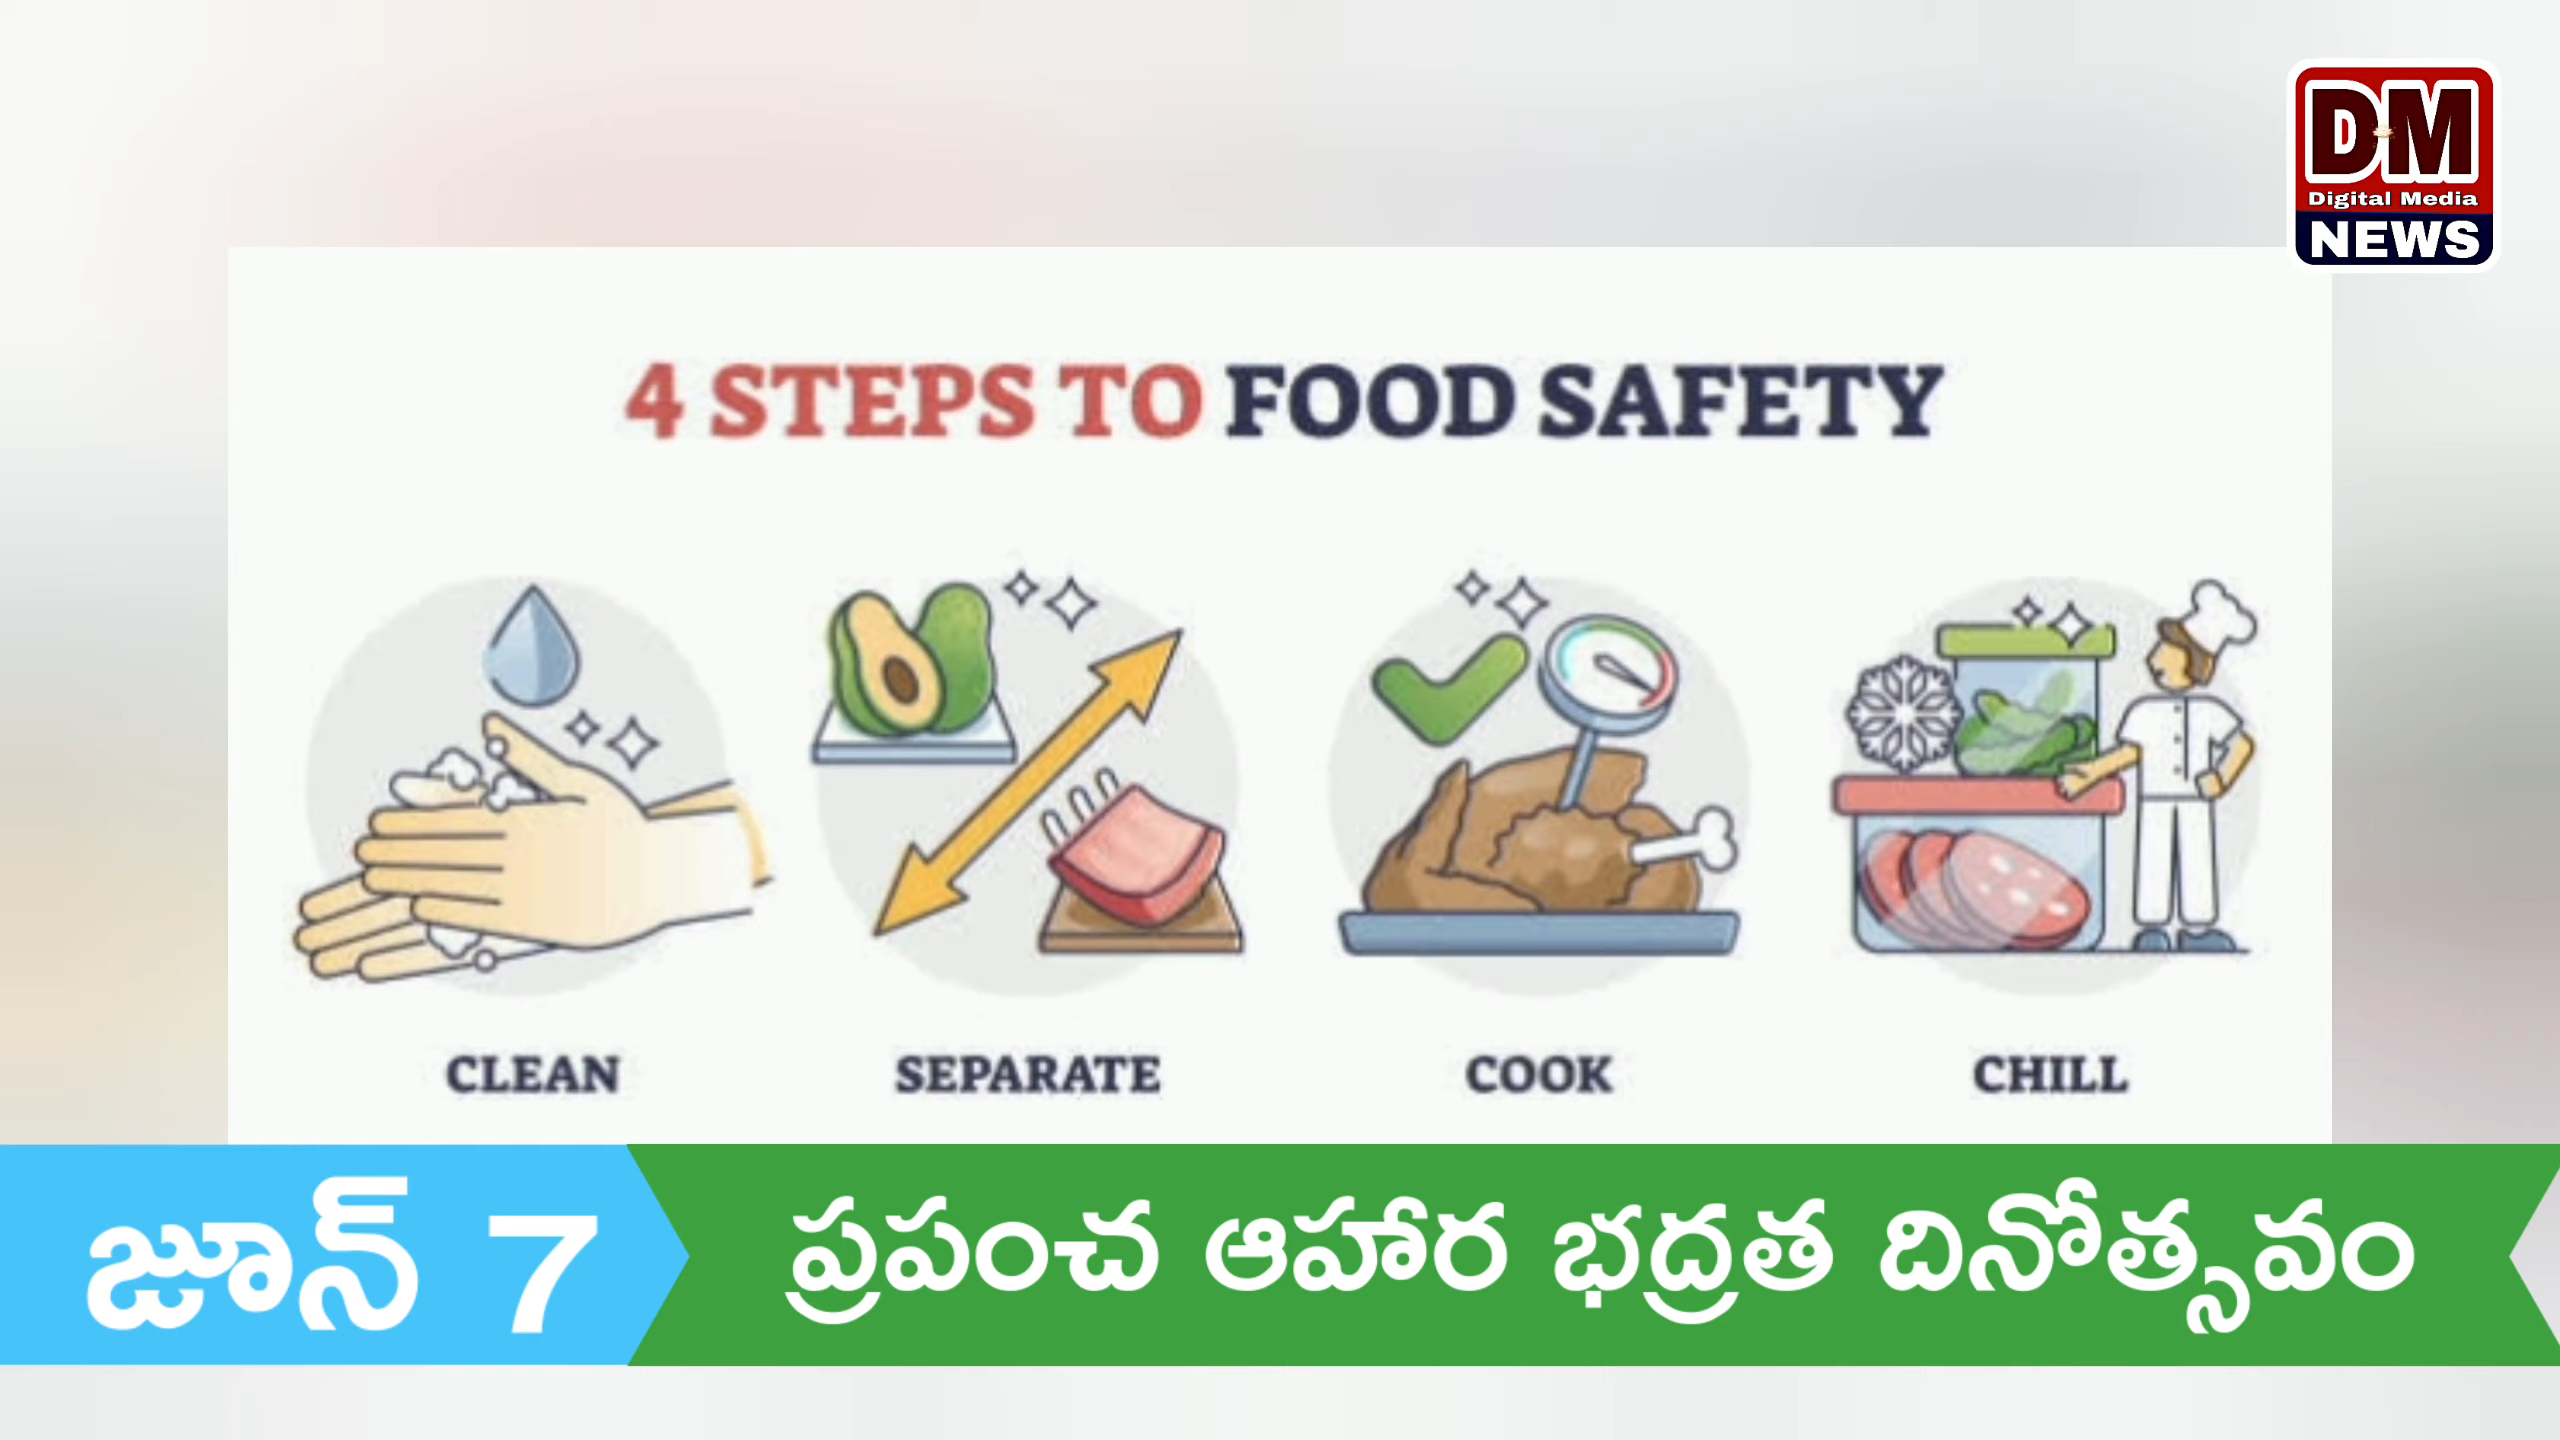 DM
Digital Media
NEWS
4 STEPS TO FOOD SAFETY
CLEAN
SEPARATE
COOK
CHILL
జూన్ 7
ప్రపంచ ఆహార భద్రత దినోత్సవం